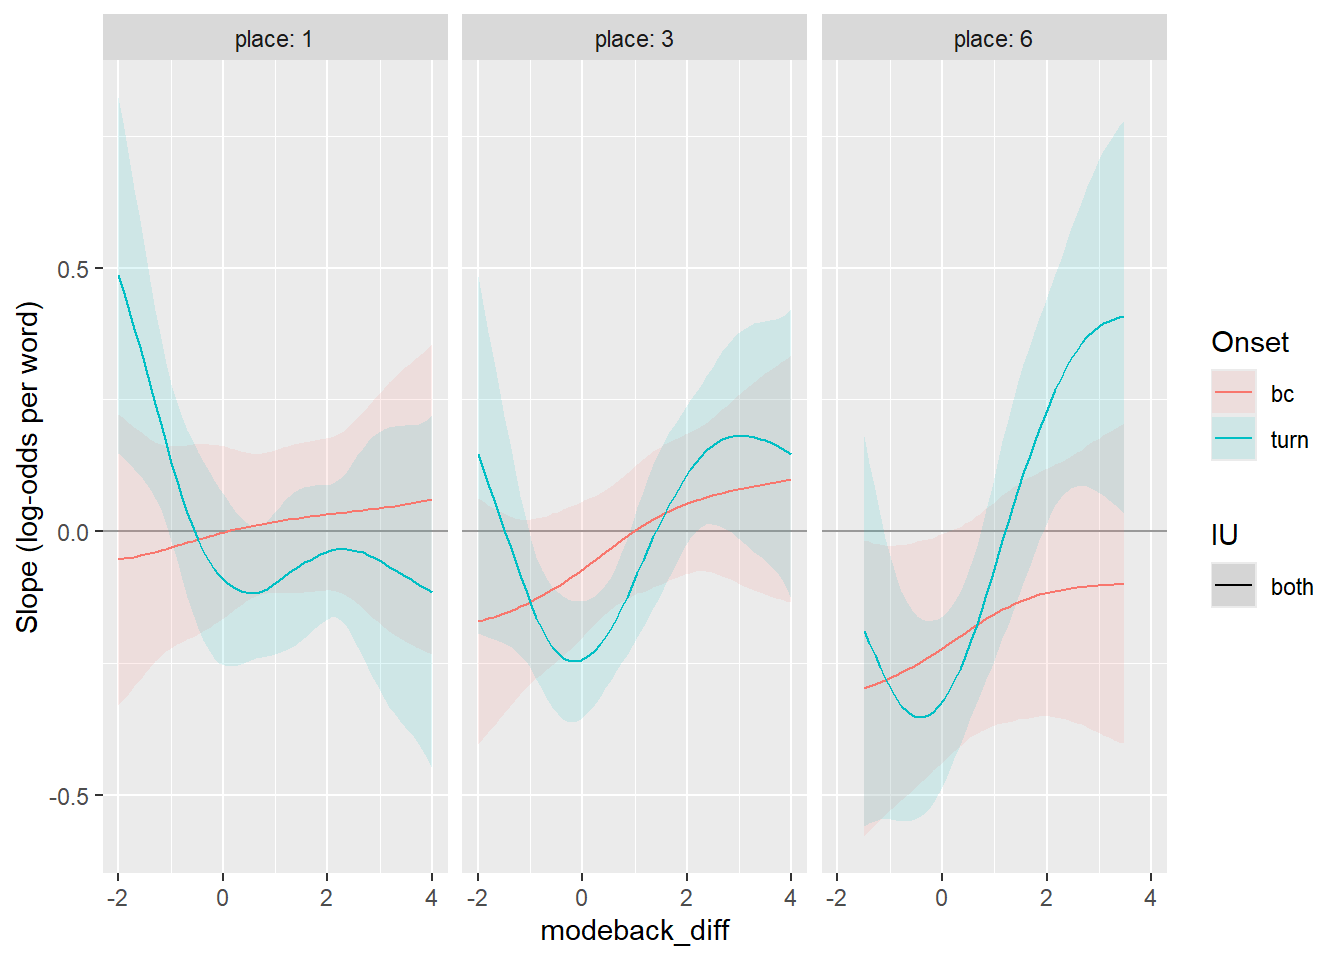 place: 1
place: 3
place: 6
Slope (log-odds per word)
0.5
0.0
-0.5
-2 0 2 4
-2 0 2 4
-2 0 2 4
modeback_diff
Onset
bc
turn
IU
both